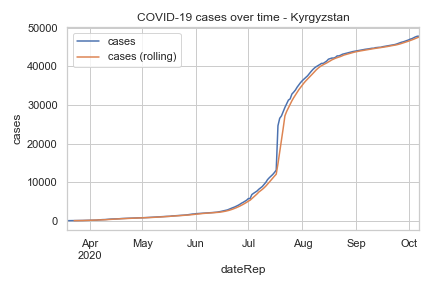 COVID-19 cases over time - Kyrgyzstan
cases
cases (rolling)
50000
40000
30000
20000
10000
0
cases
Apr
2020
May
Jun
Jul
Aug
Sep
Oct
dateRep